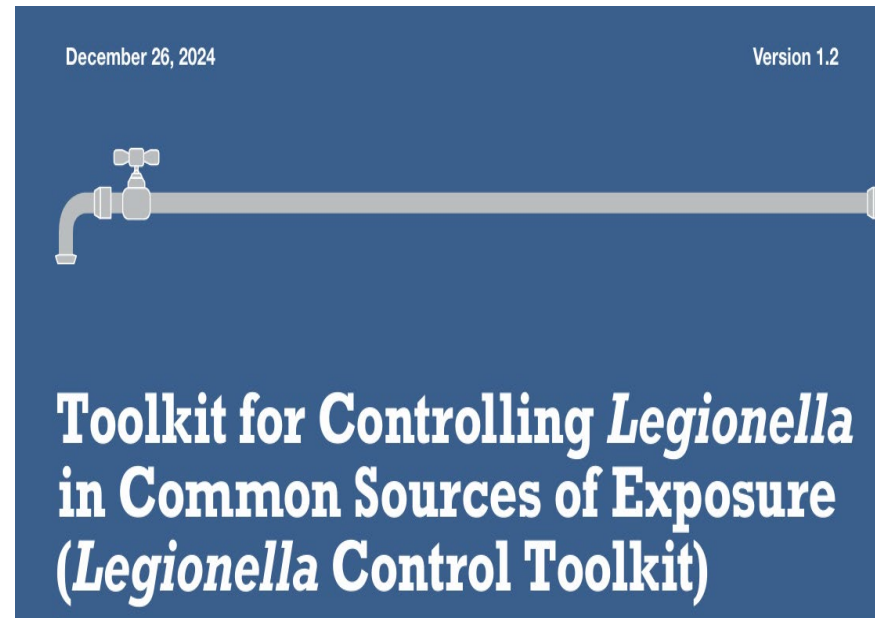 December 26, 2024
Version 1.2
Toolkit for Controlling Legionella
in Common Sources of Exposure
(Legionella Control Toolkit)